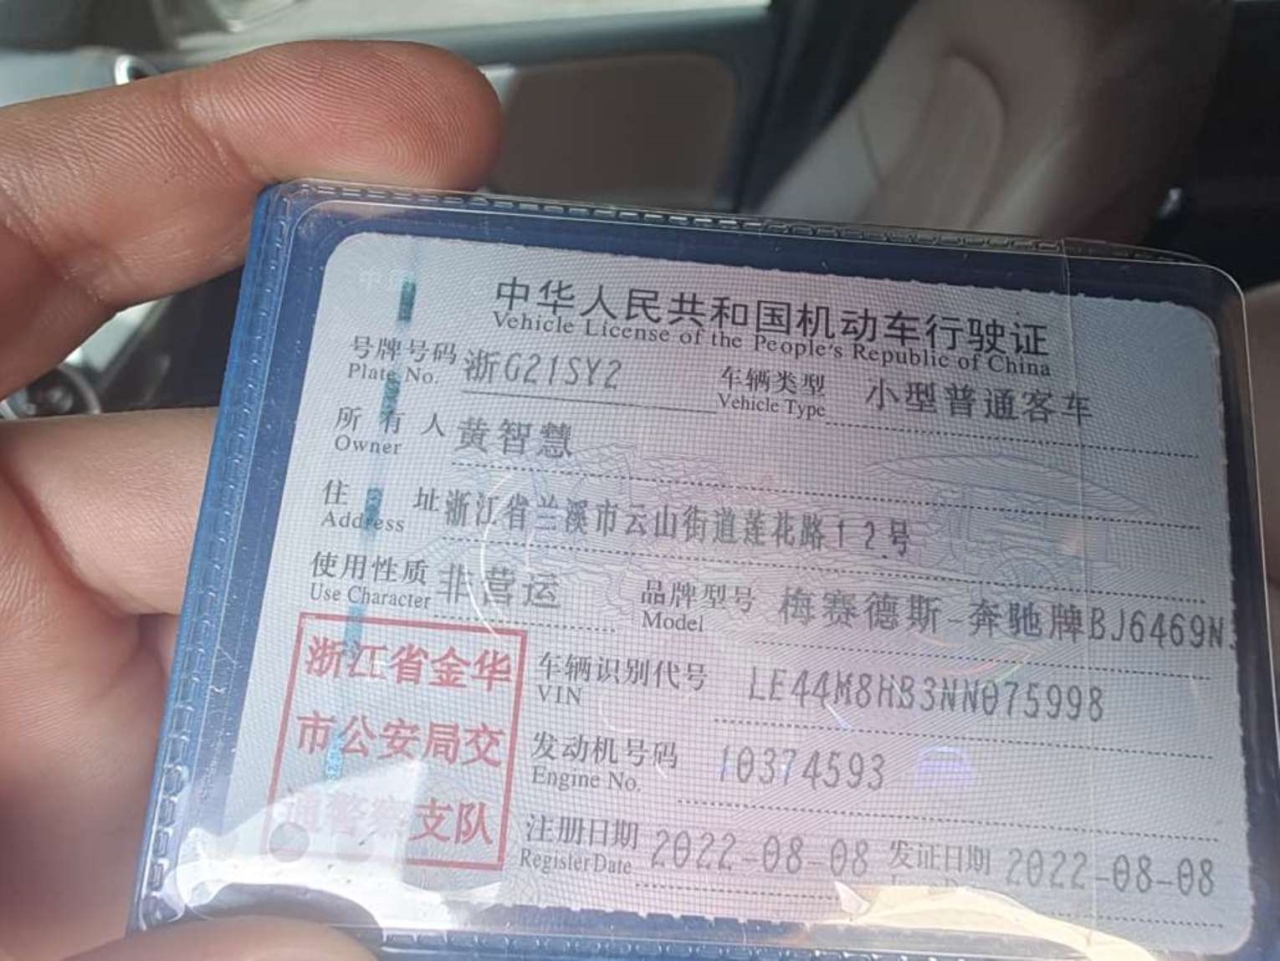 中华人民共和国机动车行驶证
Vehicle License of the People's Republic of China
号牌号码 浙G21SY2 车辆类型 小型普通客车
Plate No. Vehicle Type
所有人 黄智慧
Owner
住址 浙江省兰溪市云山街道莲花路12号
Address
使用性质 非营运 品牌型号 梅赛德斯-奔驰牌BJ6469N
Use Character Model
浙江省金华
市公安局交
通警察支队
车辆识别代号 LE44M8HB3NN075998
VIN
发动机号码 10374593
Engine No.
注册日期 2022-08-08 发证日期 2022-08-08
Register Date